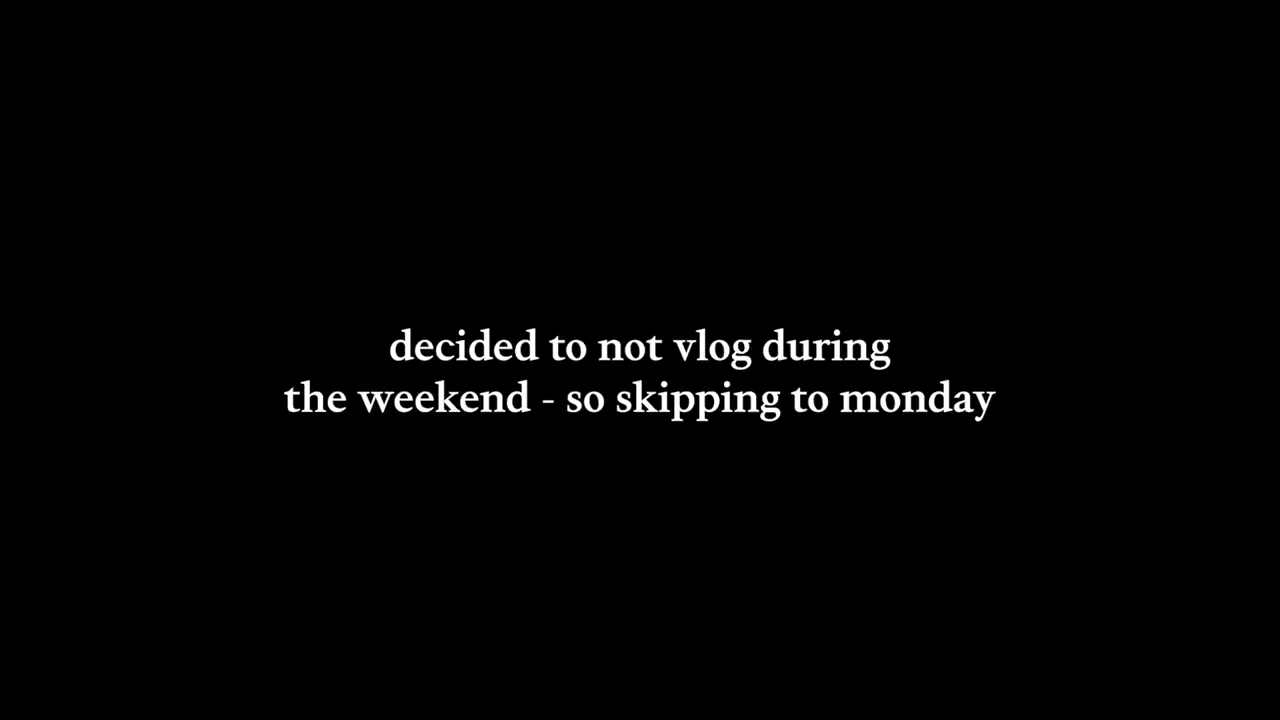 decided to not vlog during
the weekend - so skipping to monday